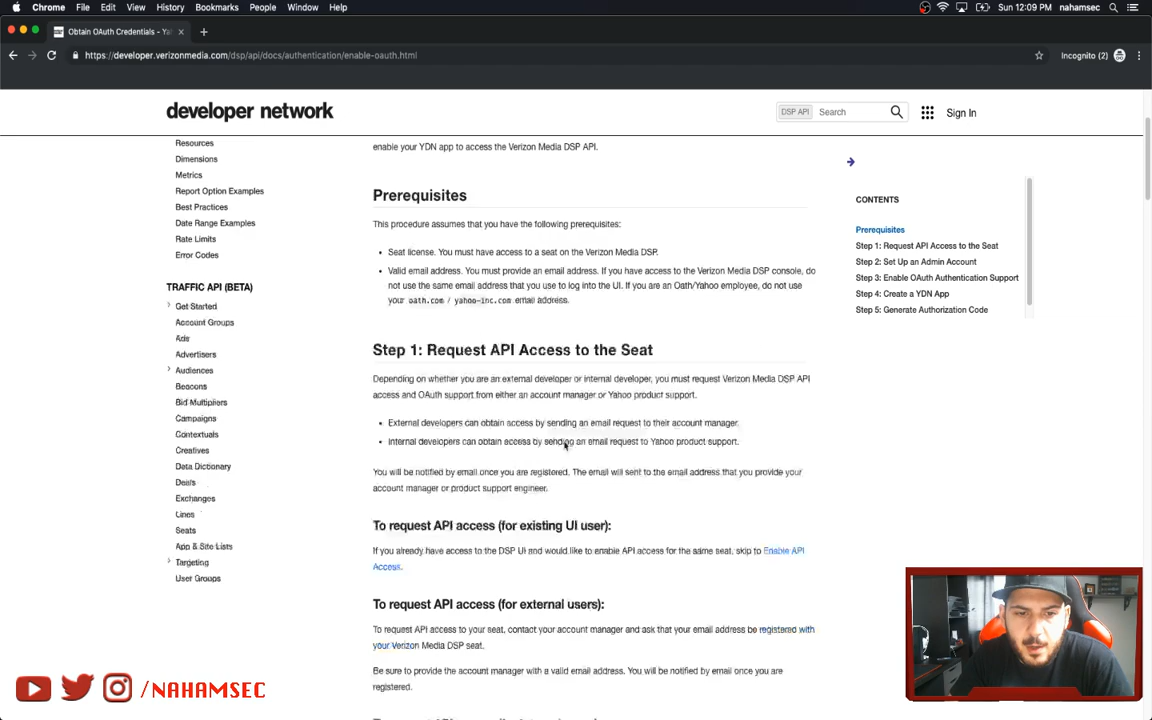 Chrome File Edit View History Bookmarks People Window Help
Sun 12:09 PM nahamsec
Obtain OAuth Credentials - Ya
https://developer.verizonmedia.com/dsp/api/docs/authentication/enable-oauth.html
Incognito (2)
developer network
DSP API Search
Sign In
Resources
Dimensions
Metrics
Report Option Examples
Best Practices
Date Range Examples
Rate Limits
Error Codes
TRAFFIC API (BETA)
Get Started
Account Groups
Ads
Advertisers
Audiences
Beacons
Bid Multipliers
Campaigns
Contextuals
Creatives
Data Dictionary
Deals
Exchanges
Lines
Seats
App & Site Lists
Targeting
User Groups
enable your YDN app to access the Verizon Media DSP API.
Prerequisites
This procedure assumes that you have the following prerequisites:
• Seat license. You must have access to a seat on the Verizon Media DSP.
• Valid email address. You must provide an email address. If you have access to the Verizon Media DSP console, do
not use the same email address that you use to log into the UI. If you are an Oath/Yahoo employee, do not use
your oath.com / yahoo-inc.com email address.
Step 1: Request API Access to the Seat
Depending on whether you are an external developer or internal developer, you must request Verizon Media DSP API
access and OAuth support from either an account manager or Yahoo product support.
• External developers can obtain access by sending an email request to their account manager.
• Internal developers can obtain access by sending an email request to Yahoo product support.
You will be notified by email once you are registered. The email will sent to the email address that you provide your
account manager or product support engineer.
To request API access (for existing UI user):
If you already have access to the DSP UI and would like to enable API access for the same seat, skip to Enable API
Access.
To request API access (for external users):
To request API access to your seat, contact your account manager and ask that your email address be registered with
your Verizon Media DSP seat.
Be sure to provide the account manager with a valid email address. You will be notified by email once you are
registered.
CONTENTS
Prerequisites
Step 1: Request API Access to the Seat
Step 2: Set Up an Admin Account
Step 3: Enable OAuth Authentication Support
Step 4: Create a YDN App
Step 5: Generate Authorization Code
/NAHAMSEC